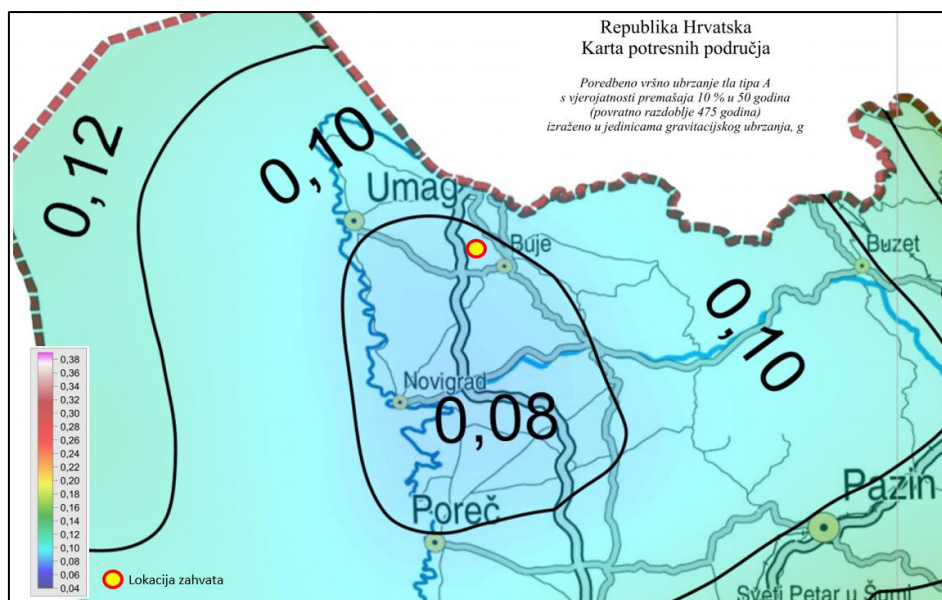 Republika Hrvatska
Karta potresnih područja
Poredbeno vršno ubrzanje tla tipa A
s vjerojatnosti premašaja 10 % u 50 godina
(povratno razdoblje 475 godina)
izraženo u jedinicama gravitacijskog ubrzanja, g
0,12
0,10
Umag
Buje
Buzet
0,10
Novigrad
0,08
Poreč
Pazin
Sveti Petar u Šumi
0,38
0,36
0,34
0,32
0,30
0,28
0,26
0,24
0,22
0,20
0,18
0,16
0,14
0,12
0,10
0,08
0,06
0,04
Lokacija zahvata